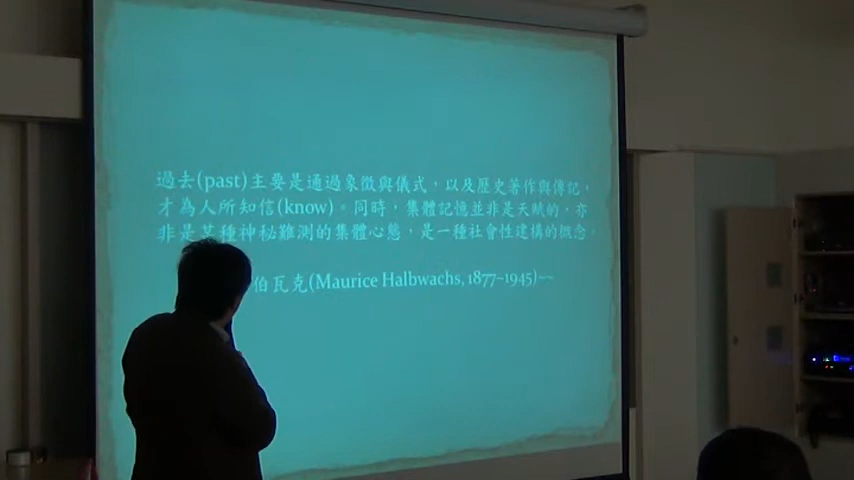 過去(past)主要是通過象徵與儀式，以及歷史著作與傳記，
才為人所知信(know)。同時，集體記憶並非是天賦的，亦
非是某種神秘難測的集體心態，是一種社會性建構的概念。
伯瓦克(Maurice Halbwachs, 1877-1945)—